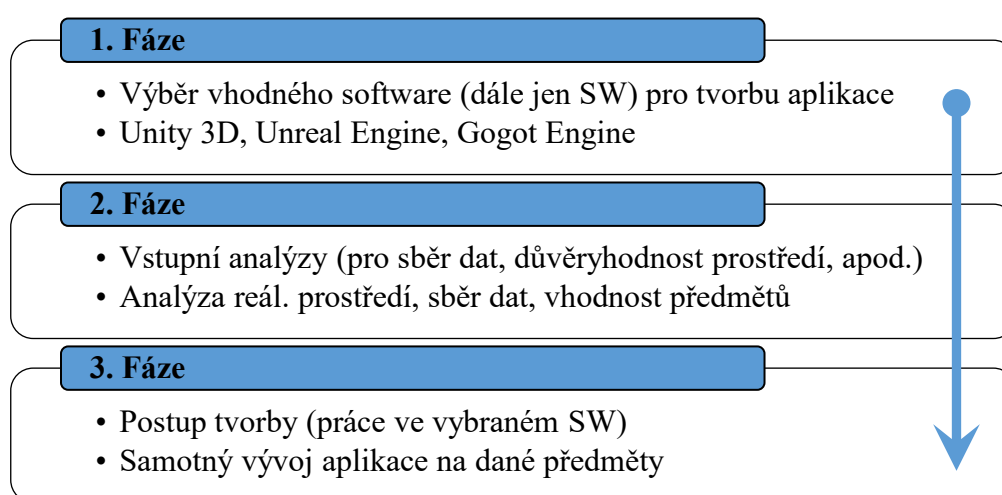 1. Fáze
• Výběr vhodného software (dále jen SW) pro tvorbu aplikace
• Unity 3D, Unreal Engine, Gogot Engine
2. Fáze
• Vstupní analýzy (pro sběr dat, důvěryhodnost prostředí, apod.)
• Analýza reál. prostředí, sběr dat, vhodnost předmětů
3. Fáze
• Postup tvorby (práce ve vybraném SW)
• Samotný vývoj aplikace na dané předměty